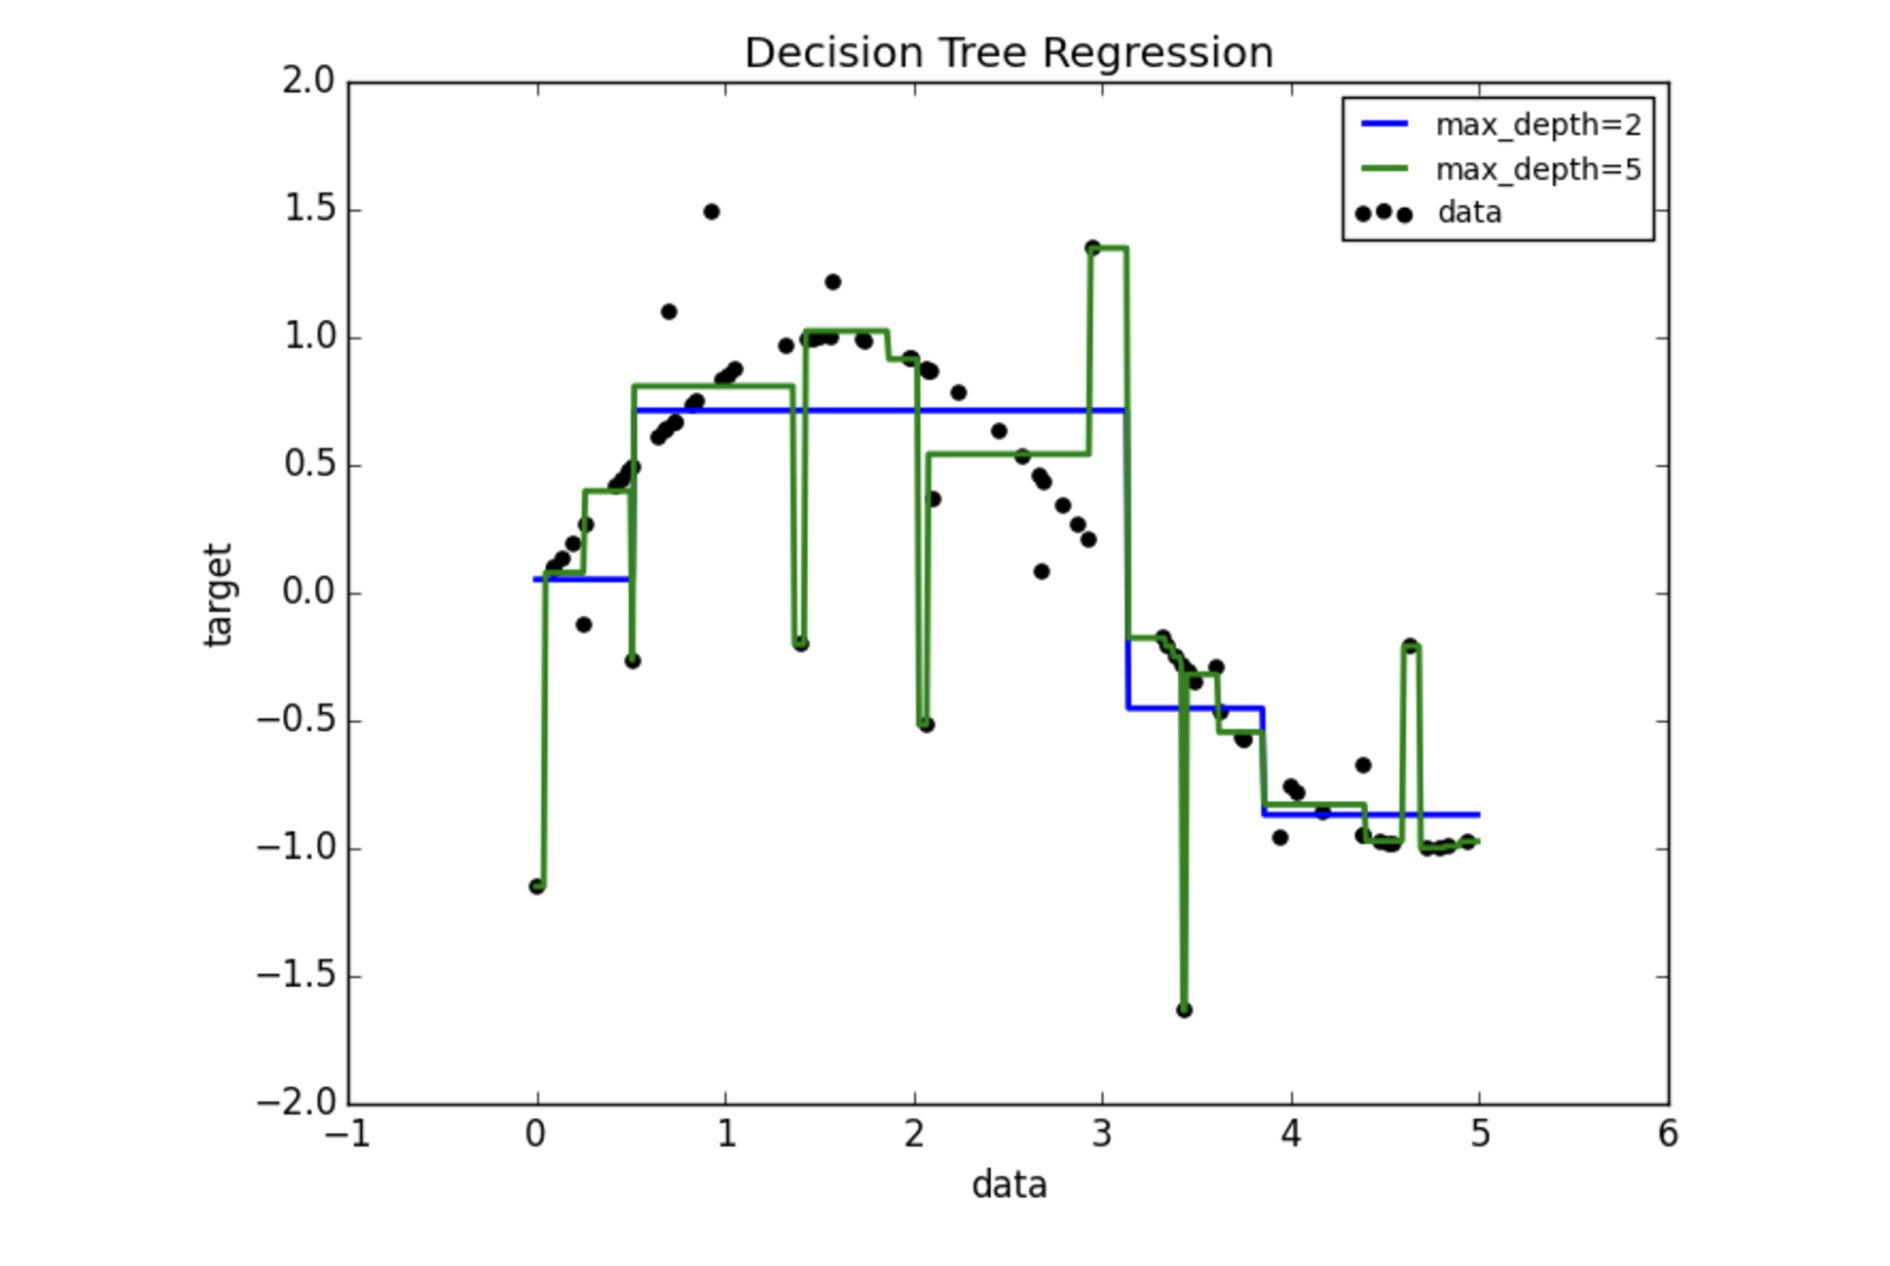 Decision Tree Regression
2.0
1.5
1.0
0.5
0.0
−0.5
−1.0
−1.5
−2.0
target
max_depth=2
max_depth=5
data
−1 0 1 2 3 4 5 6
data